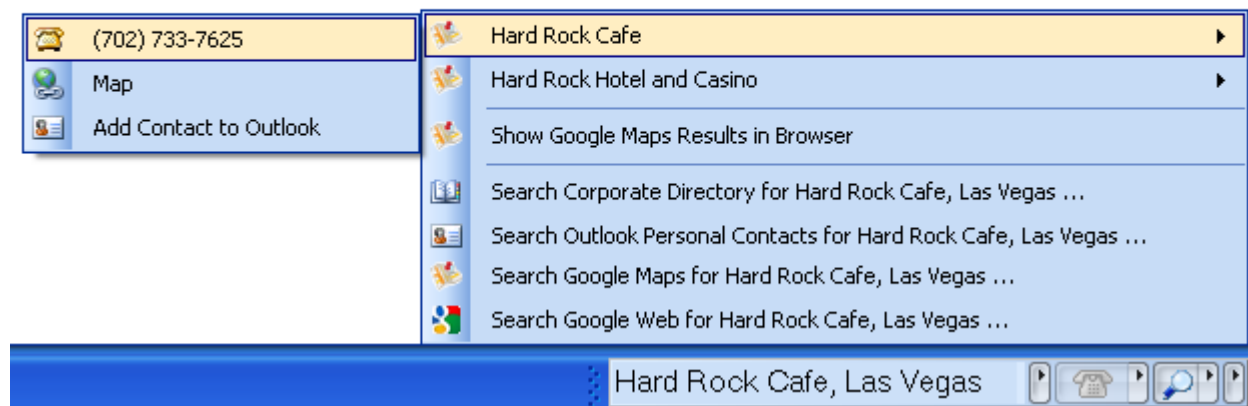 (702) 733-7625
Map
Add Contact to Outlook
Hard Rock Cafe
Hard Rock Hotel and Casino
Show Google Maps Results in Browser
Search Corporate Directory for Hard Rock Cafe, Las Vegas ...
Search Outlook Personal Contacts for Hard Rock Cafe, Las Vegas ...
Search Google Maps for Hard Rock Cafe, Las Vegas ...
Search Google Web for Hard Rock Cafe, Las Vegas ...
Hard Rock Cafe, Las Vegas